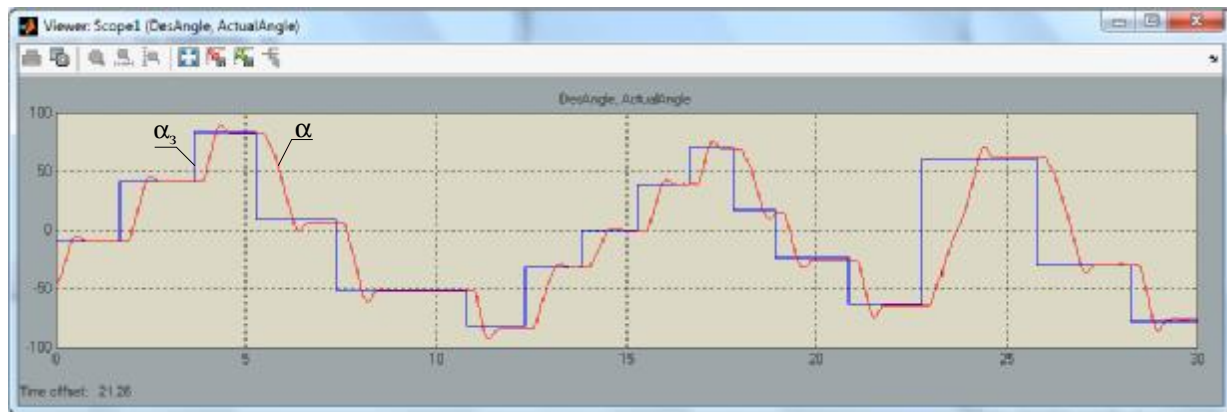 Viewer: Scope1 (DesAngle, ActualAngle)
DesAngle, ActualAngle
100
50
0
-50
-100
α₃
α
0 5 10 15 20 25 30
Time offset: 21.26